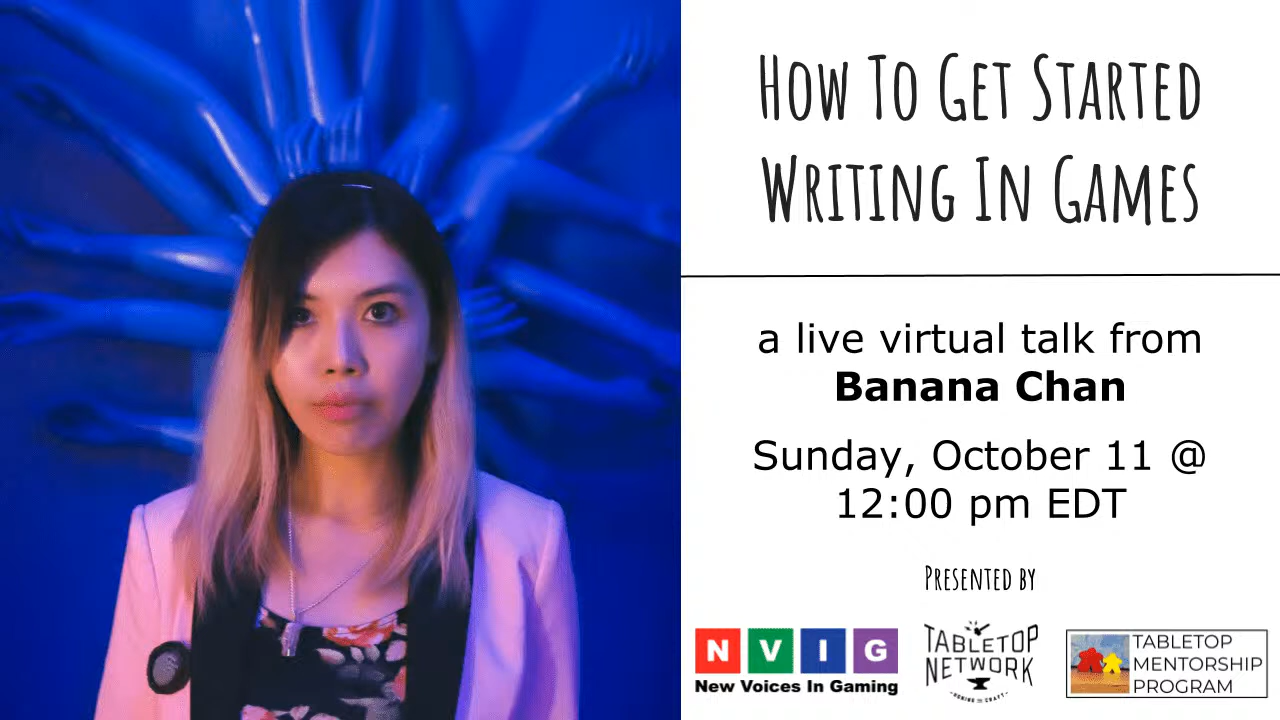 How To Get Started
Writing In Games
a live virtual talk from
Banana Chan
Sunday, October 11 @
12:00 pm EDT
Presented by
N V I G
New Voices In Gaming
TABLETOP
NETWORK
TABLETOP
MENTORSHIP
PROGRAM